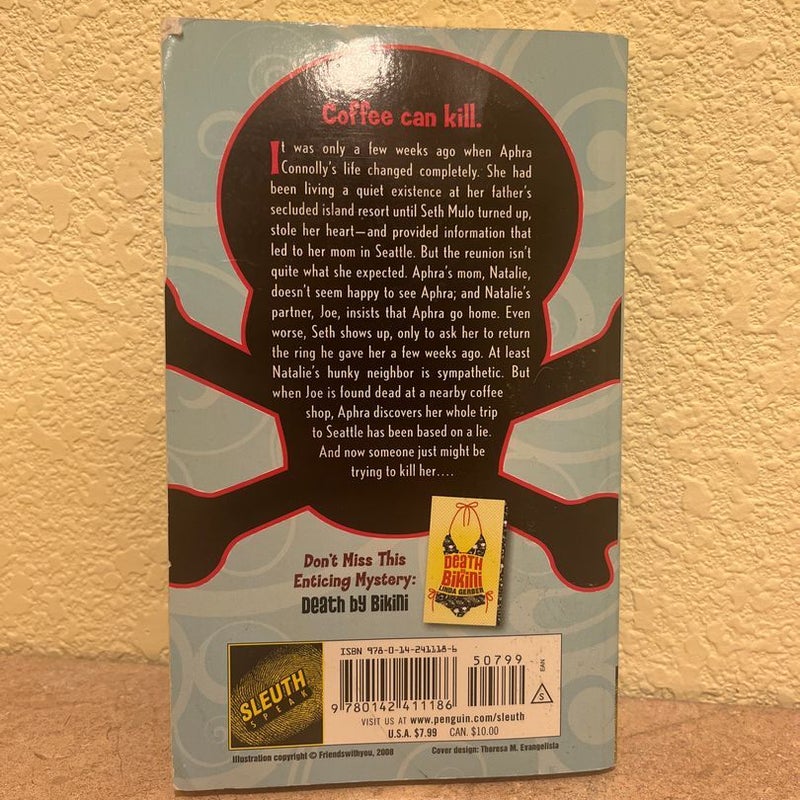 Coffee can kill.
It was only a few weeks ago when Aphra
Connolly's life changed completely. She had
been living a quiet existence at her father's
secluded island resort until Seth Mulo turned up,
stole her heart—and provided information that
led to her mom in Seattle. But the reunion isn't
quite what she expected. Aphra's mom, Natalie,
doesn't seem happy to see Aphra; and Natalie's
partner, Joe, insists that Aphra go home. Even
worse, Seth shows up, only to ask her to return
the ring he gave her a few weeks ago. At least
Natalie's hunky neighbor is sympathetic. But
when Joe is found dead at a nearby coffee
shop, Aphra discovers her whole trip
to Seattle has been based on a lie.
And now someone just might be
trying to kill her....
Don't Miss This
Enticing Mystery:
Death by Bikini
Death
Bikini
LINDA GERBER
SLEUTH
SPEAK
ISBN 978-0-14-241118-6
50799
EAN
S
9 780142 411186
VISIT US AT www.penguin.com/sleuth
U.S.A. $7.99 CAN. $10.00
Illustration copyright © Friendswithyou, 2008
Cover design: Theresa M. Evangelista